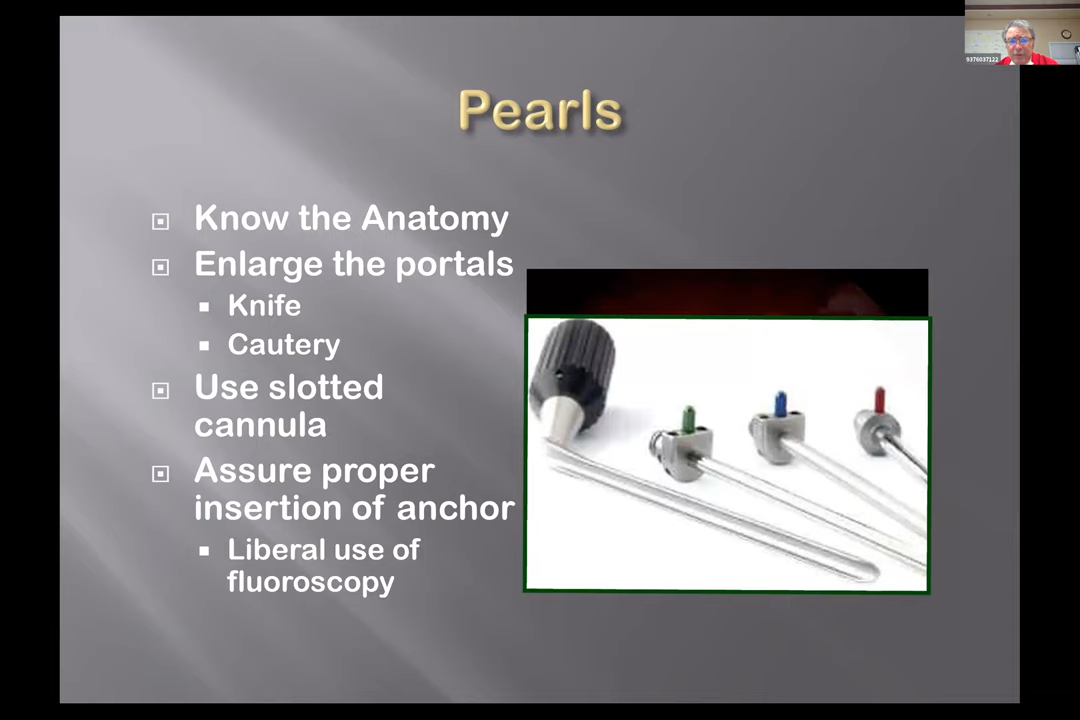 9376037122
Pearls
Know the Anatomy
Enlarge the portals
Knife
Cautery
Use slotted
cannula
Assure proper
insertion of anchor
Liberal use of
fluoroscopy